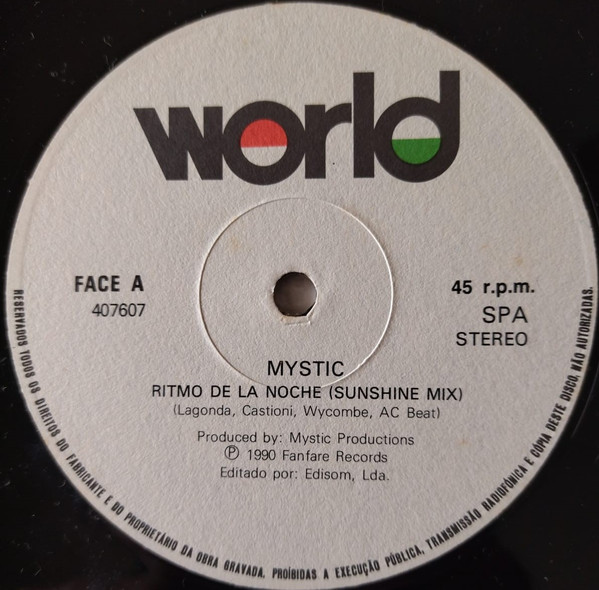 world
FACE A
407607
45 r.p.m.
SPA
STEREO
MYSTIC
RITMO DE LA NOCHE (SUNSHINE MIX)
(Lagonda, Castioni, Wycombe, AC Beat)
Produced by: Mystic Productions
Ⓟ 1990 Fanfare Records
Editado por: Edisom, Lda.
RESERVADOS TODOS OS DIREITOS DO FABRICANTE E DO PROPRIETÁRIO DA OBRA GRAVADA. PROÍBIDAS A EXECUÇÃO PÚBLICA, TRANSMISSÃO RADIOFÓNICA E CÓPIA DESTE DISCO, NÃO AUTORIZADAS.